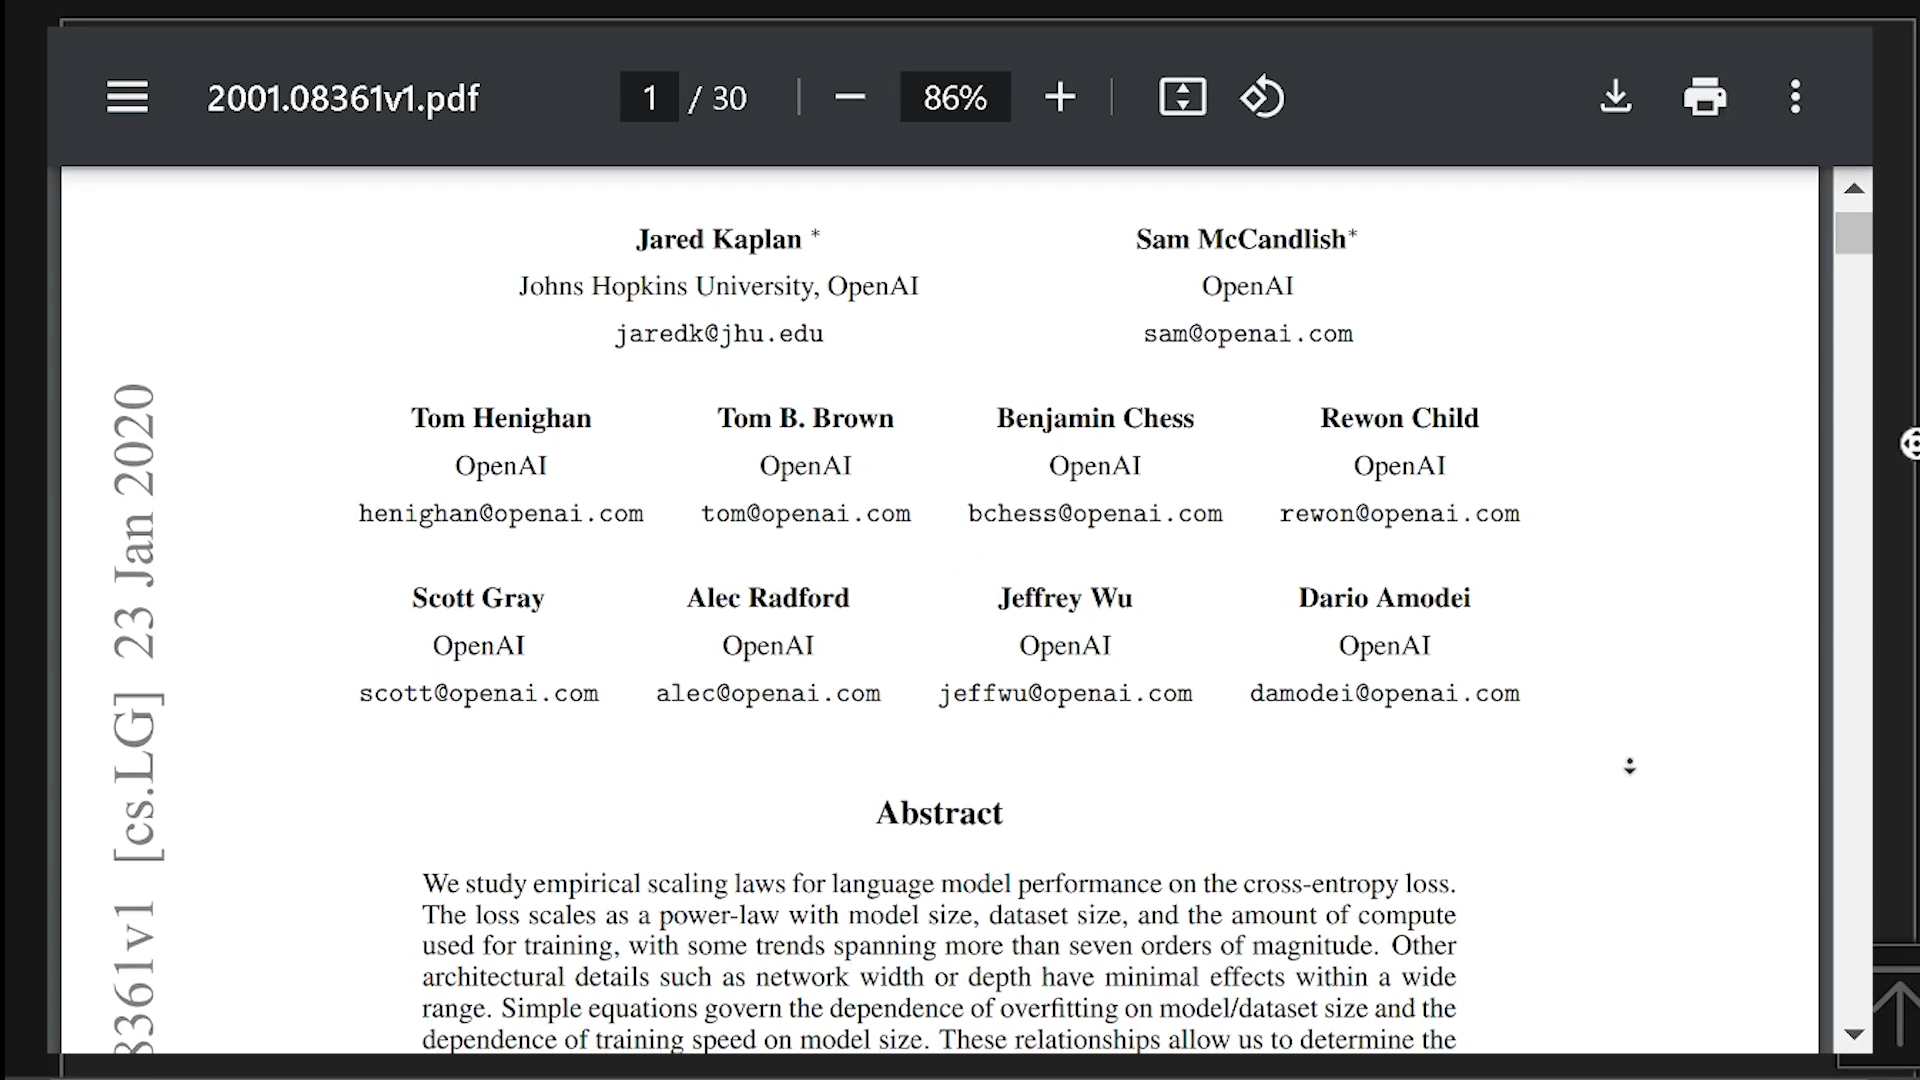 2001.08361v1.pdf
1 / 30
86%
Jared Kaplan *
Sam McCandlish*
Johns Hopkins University, OpenAI
OpenAI
jaredk@jhu.edu
sam@openai.com
Tom Henighan
Tom B. Brown
Benjamin Chess
Rewon Child
OpenAI
OpenAI
OpenAI
OpenAI
henighan@openai.com
tom@openai.com
bchess@openai.com
rewon@openai.com
Scott Gray
Alec Radford
Jeffrey Wu
Dario Amodei
OpenAI
OpenAI
OpenAI
OpenAI
scott@openai.com
alec@openai.com
jeffwu@openai.com
damodei@openai.com
Abstract
We study empirical scaling laws for language model performance on the cross-entropy loss.
The loss scales as a power-law with model size, dataset size, and the amount of compute
used for training, with some trends spanning more than seven orders of magnitude. Other
architectural details such as network width or depth have minimal effects within a wide
range. Simple equations govern the dependence of overfitting on model/dataset size and the
dependence of training speed on model size. These relationships allow us to determine the
8361v1 [cs.LG] 23 Jan 2020